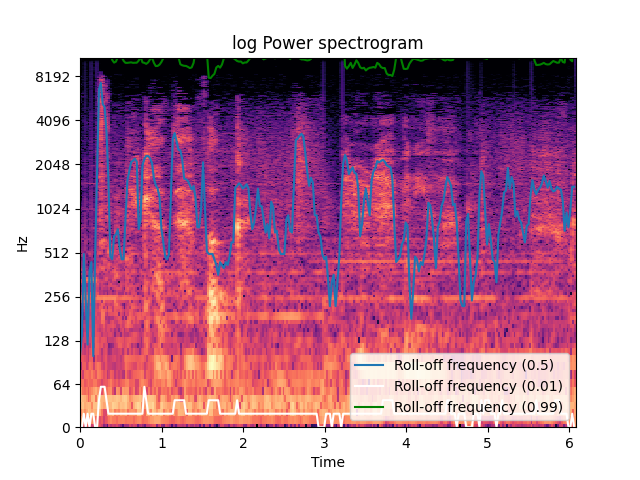 log Power spectrogram
8192
4096
2048
1024
512
256
128
64
0
Hz
Roll-off frequency (0.5)
Roll-off frequency (0.01)
Roll-off frequency (0.99)
0 1 2 3 4 5 6
Time